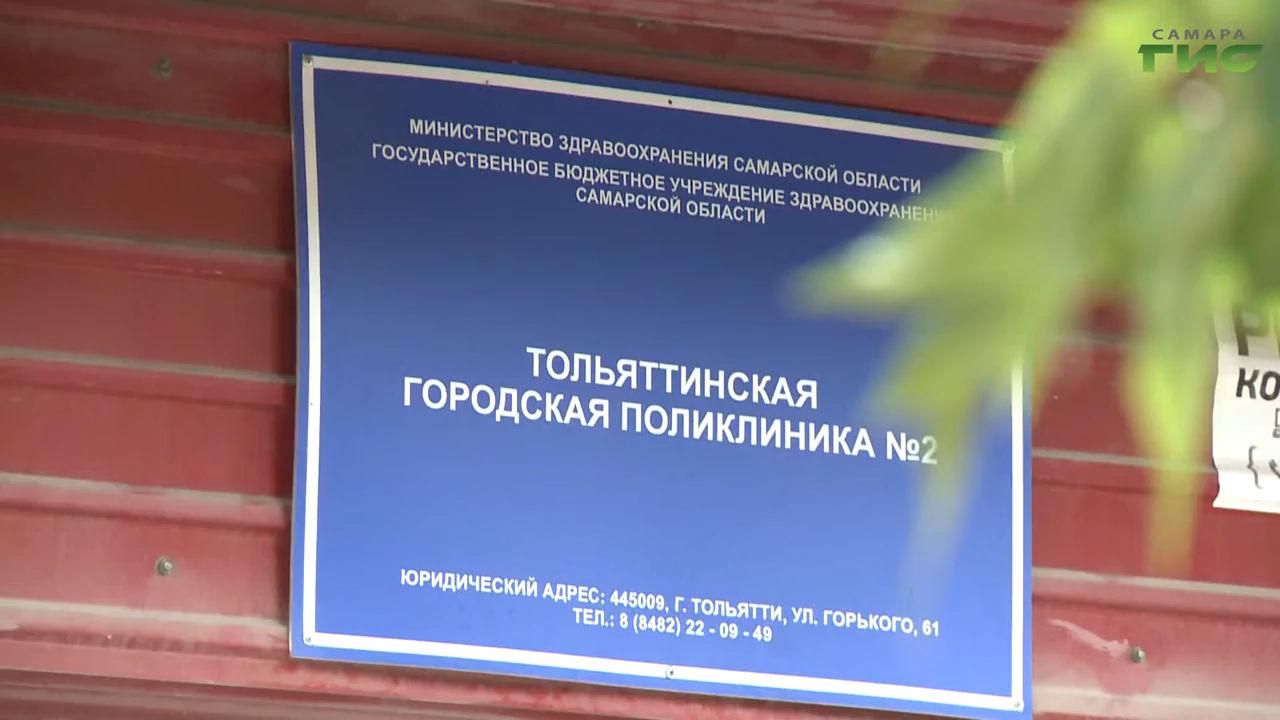 САМАРА
ГИС
МИНИСТЕРСТВО ЗДРАВООХРАНЕНИЯ САМАРСКОЙ ОБЛАСТИ
ГОСУДАРСТВЕННОЕ БЮДЖЕТНОЕ УЧРЕЖДЕНИЕ
САМАРСКОЙ ОБЛАСТИ
ТОЛЬЯТТИНСКАЯ
ГОРОДСКАЯ ПОЛИКЛИНИКА №2
ЮРИДИЧЕСКИЙ АДРЕС: 445009, Г. ТОЛЬЯТТИ, УЛ. ГОРЬКОГО, 61
ТЕЛ.: 8 (8482) 22 - 09 - 49